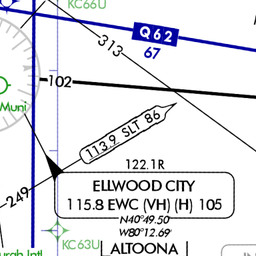 KC66U
Q62
67
313
102
Muni
113.9 SLT 86
122.1R
ELLWOOD CITY
115.8 EWC (VH) (H) 105
249
N40°49.50
W80°12.69
KC63U
ALTOONA
urgh Intl